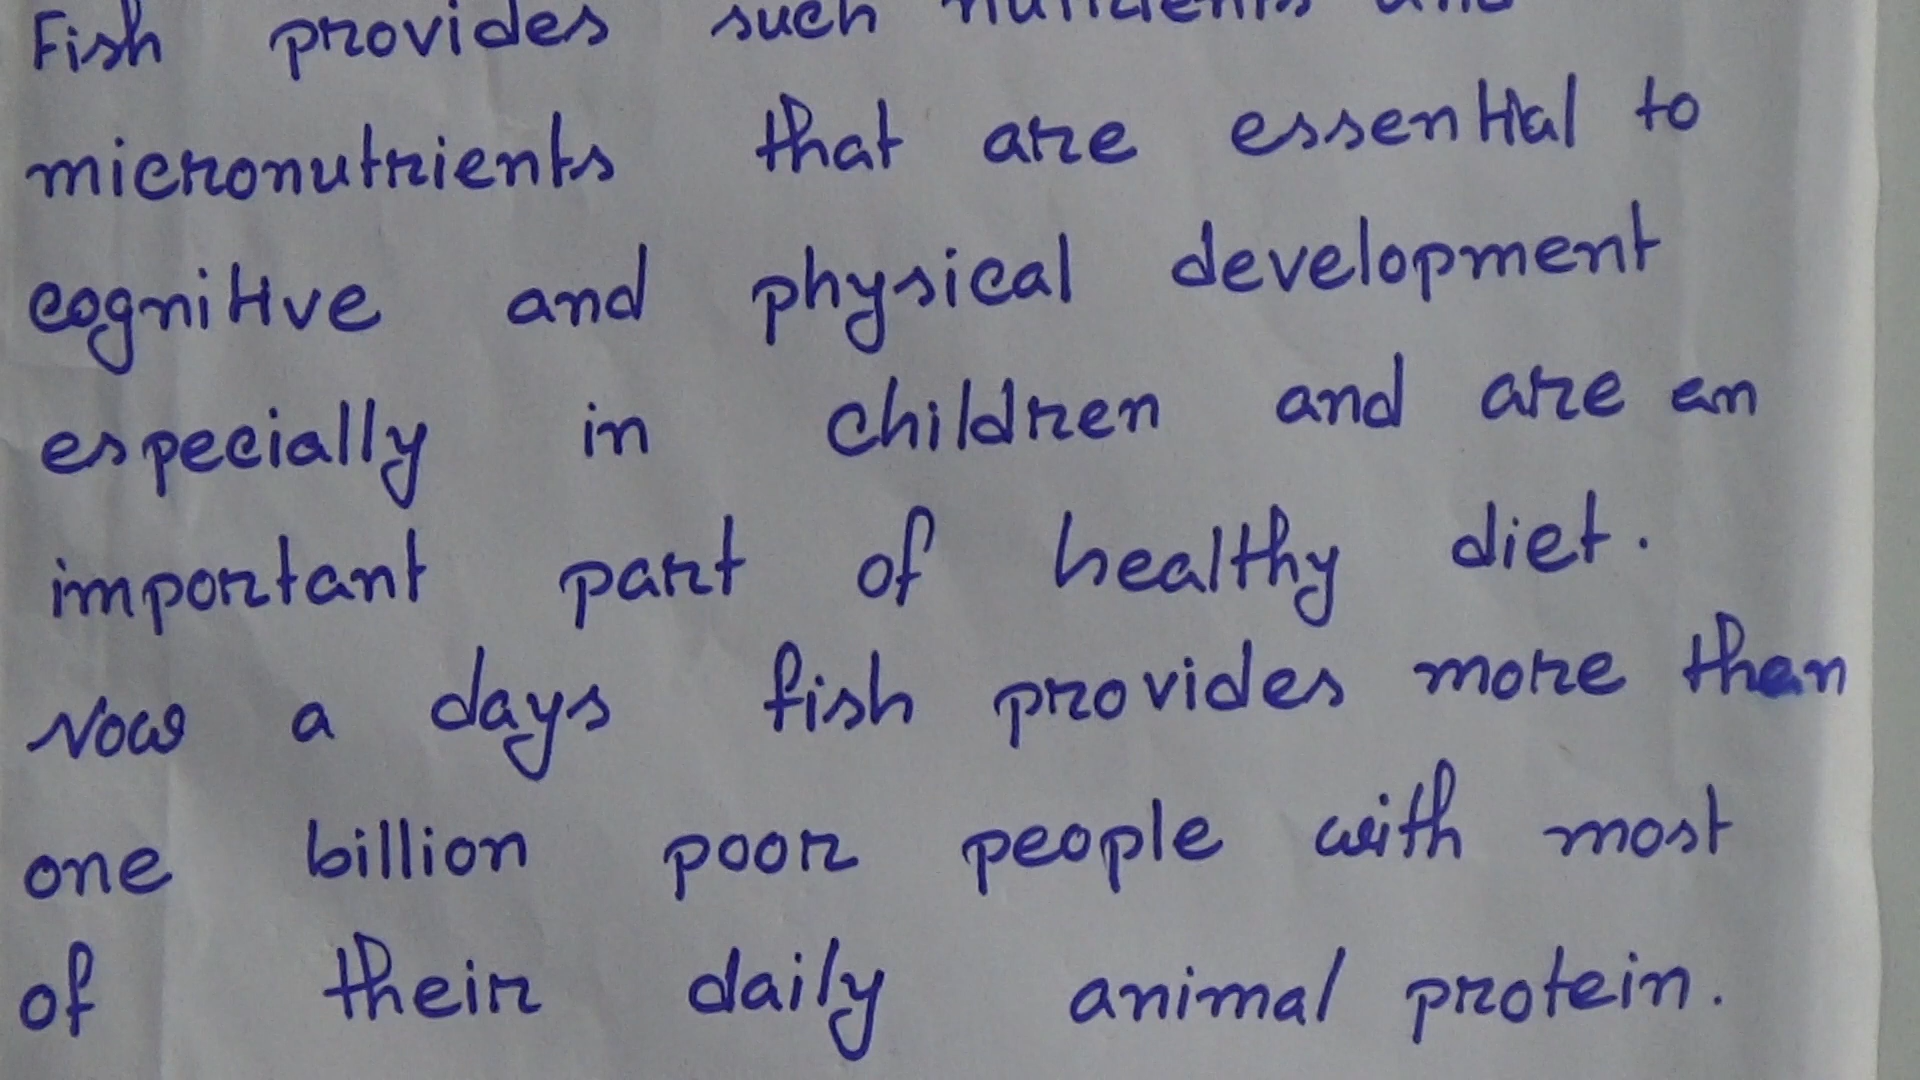 Fish provides such nutrients and
micronutrients that are essential to
cognitive and physical development
especially in children and are an
important part of healthy diet.
Now a days fish provides more than
one billion poor people with most
of their daily animal protein.